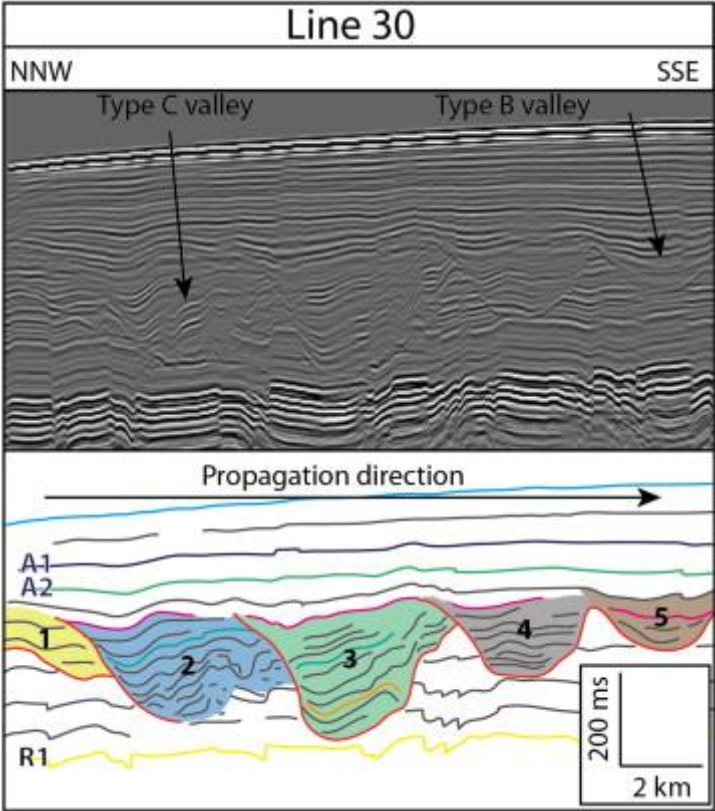 Line 30
NNW SSE
Type C valley Type B valley
Propagation direction
A1
A2
1 2 3 4 5
R1
200 ms
2 km